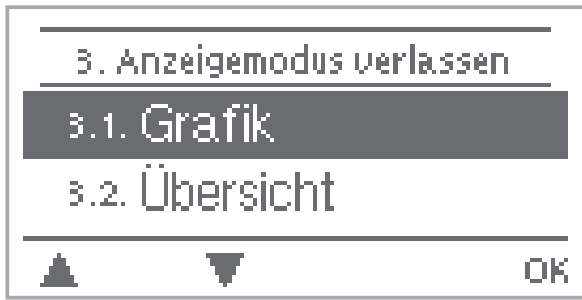 3. Anzeigemodus verlassen
3.1. Grafik
3.2. Übersicht
OK